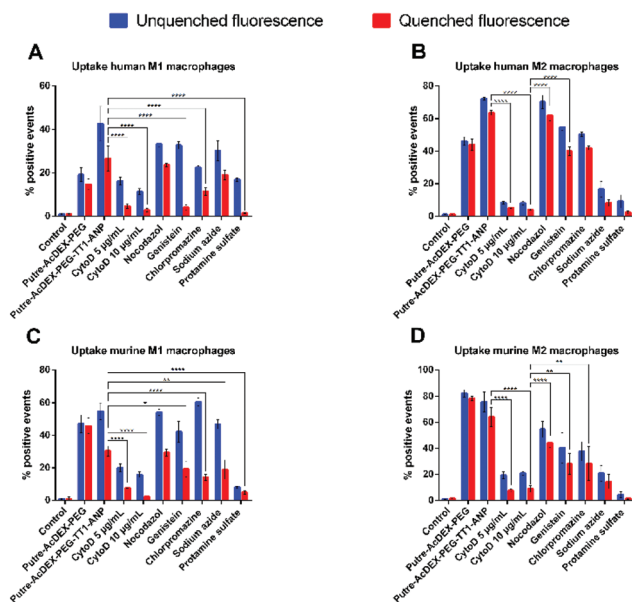 Unquenched fluorescence
Quenched fluorescence
A
Uptake human M1 macrophages
% positive events
60
40
20
0
****
****
****
****
****
Control
Putre-AcDEX-PEG
Putre-AcDEX-PEG-TT1-ANP
CytoD 5 µg/mL
CytoD 10 µg/mL
Nocodazol
Genistein
Chlorpromazine
Sodium azide
Protamine sulfate
B
Uptake human M2 macrophages
% positive events
80
60
40
20
0
****
****
****
****
Control
Putre-AcDEX-PEG
Putre-AcDEX-PEG-TT1-ANP
CytoD 5 µg/mL
CytoD 10 µg/mL
Nocodazol
Genistein
Chlorpromazine
Sodium azide
Protamine sulfate
C
Uptake murine M1 macrophages
% positive events
80
60
40
20
0
****
**
****
*
****
****
Control
Putre-AcDEX-PEG
Putre-AcDEX-PEG-TT1-ANP
CytoD 5 µg/mL
CytoD 10 µg/mL
Nocodazol
Genistein
Chlorpromazine
Sodium azide
Protamine sulfate
D
Uptake murine M2 macrophages
% positive events
100
80
60
40
20
0
**
**
****
****
****
Control
Putre-AcDEX-PEG
Putre-AcDEX-PEG-TT1-ANP
CytoD 5 µg/mL
CytoD 10 µg/mL
Nocodazol
Genistein
Chlorpromazine
Sodium azide
Protamine sulfate